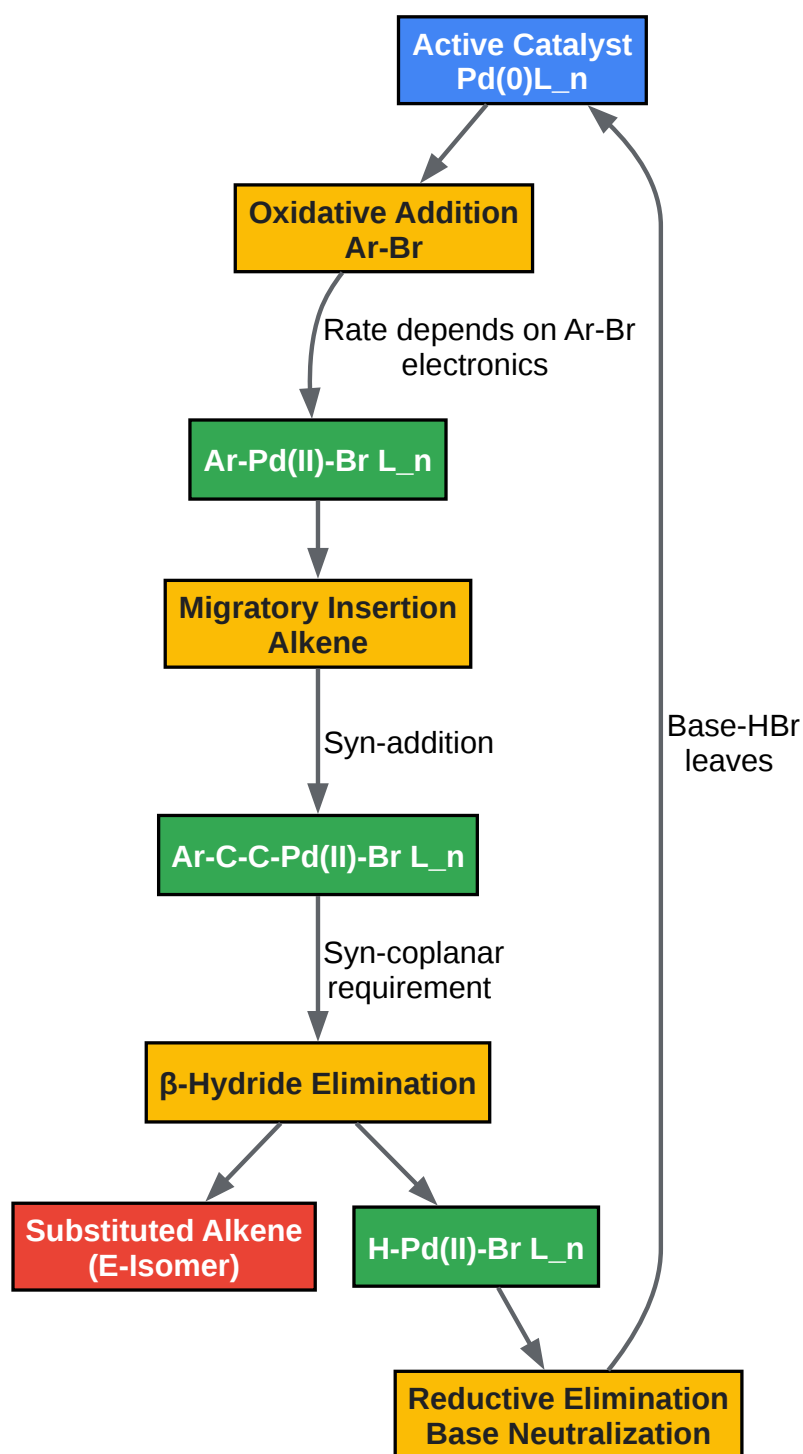 Active Catalyst
Pd(0)L_n
Oxidative Addition
Ar-Br
Rate depends on Ar-Br
electronics
Ar-Pd(II)-Br L_n
Migratory Insertion
Alkene
Syn-addition
Base-HBr
leaves
Ar-C-C-Pd(II)-Br L_n
Syn-coplanar
requirement
β-Hydride Elimination
Substituted Alkene
(E-Isomer)
H-Pd(II)-Br L_n
Reductive Elimination
Base Neutralization